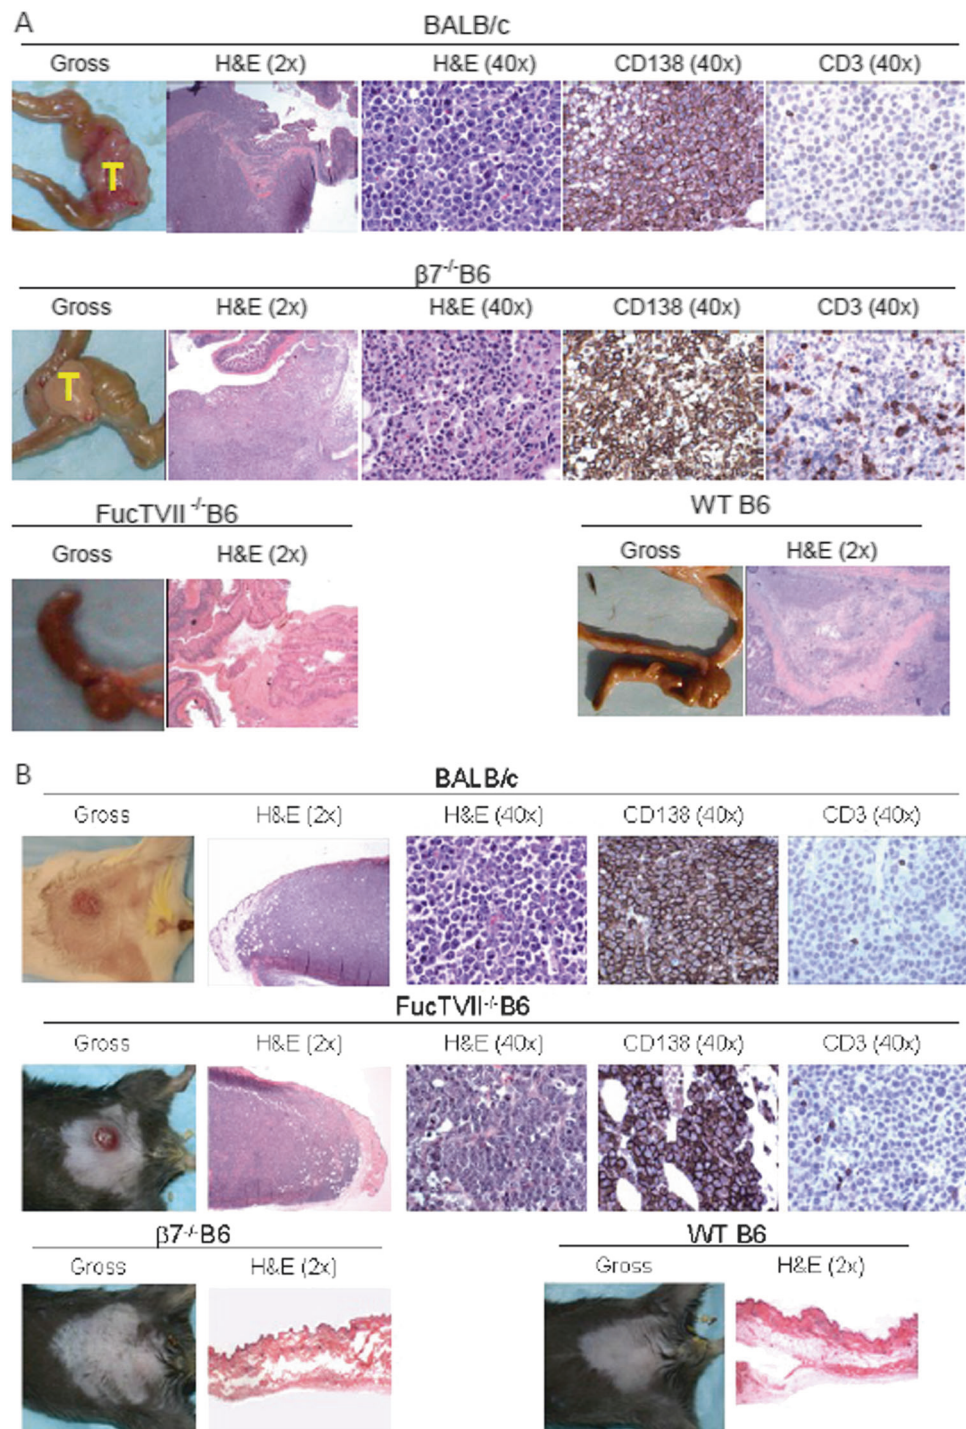 A
BALB/c
Gross H&E (2x) H&E (40x) CD138 (40x) CD3 (40x)
T
β7-/-B6
Gross H&E (2x) H&E (40x) CD138 (40x) CD3 (40x)
T
FucTVII-/-B6 WT B6
Gross H&E (2x) Gross H&E (2x)
B
BALB/c
Gross H&E (2x) H&E (40x) CD138 (40x) CD3 (40x)
FucTVII-/-B6
Gross H&E (2x) H&E (40x) CD138 (40x) CD3 (40x)
β7-/-B6 WT B6
Gross H&E (2x) Gross H&E (2x)